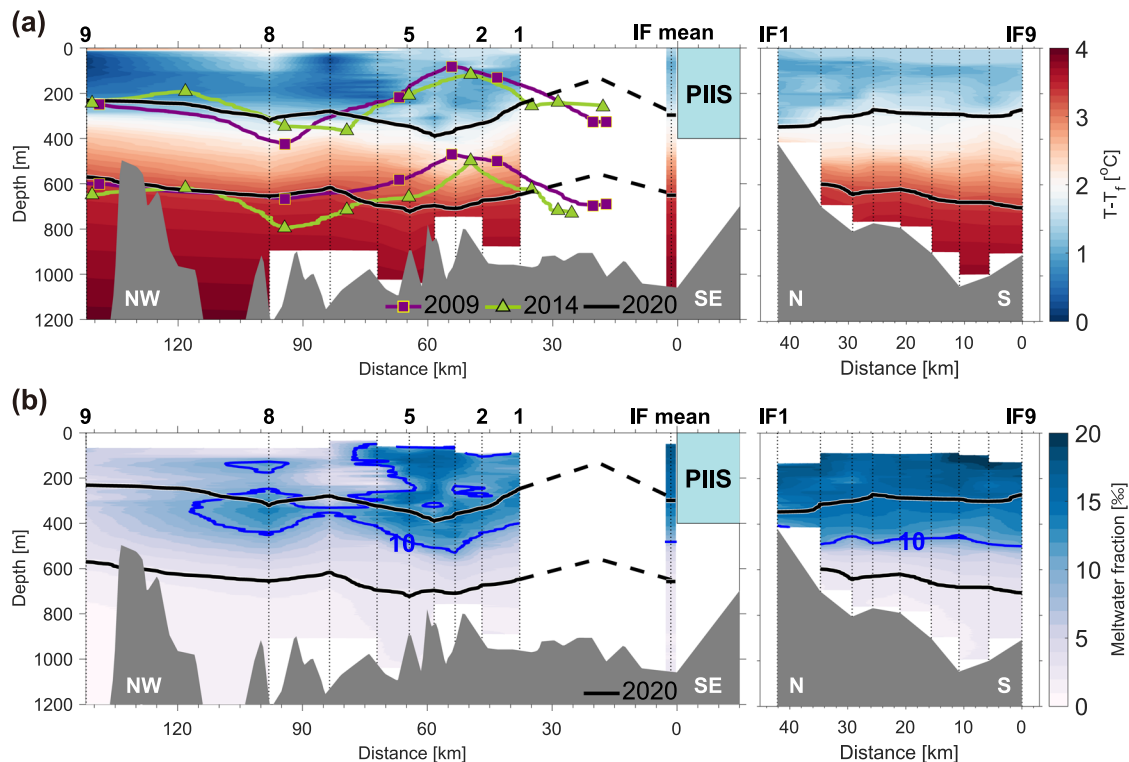 (a)
9 8 5 2 1 IF mean IF1 IF9
0
200
400
600
800
1000
1200
Depth [m]
PIIS
NW
SE
2009 2014 2020
120 90 60 30 0
Distance [km]
N S
40 30 20 10 0
Distance [km]
4
3
2
1
0
T-Tf [°C]
(b)
9 8 5 2 1 IF mean IF1 IF9
0
200
400
600
800
1000
1200
Depth [m]
PIIS
10
10
NW
SE
2020
120 90 60 30 0
Distance [km]
N S
40 30 20 10 0
Distance [km]
20
15
10
5
0
Meltwater fraction [‰]